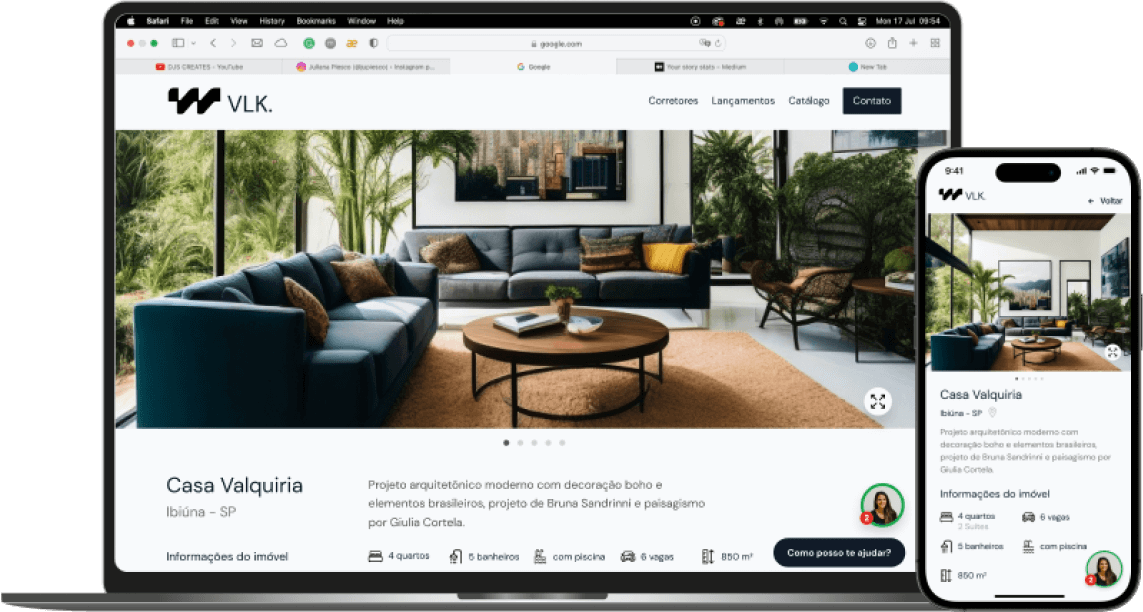 Safari File Edit View History Bookmarks Window Help
Mon 17 Jul 09:54
google.com
DJS CREATES - YouTube
Juliana Plesco (@jupiesco) - Instagram p...
Google
Your story stats - Medium
New Tab
VLK.
Corretores Lançamentos Catálogo Contato
Casa Valquiria
Ibiúna - SP
Projeto arquitetônico moderno com decoração boho e
elementos brasileiros, projeto de Bruna Sandrinni e paisagismo
por Giulia Cortela.
Informações do imóvel
4 quartos
5 banheiros
com piscina
6 vagas
850 m²
2
Como posso te ajudar?
9:41
VLK.
← Voltar
Casa Valquiria
Ibiúna - SP
Projeto arquitetônico moderno com
decoração boho e elementos brasileiros,
projeto de Bruna Sandrinni e paisagismo por
Giulia Cortela.
Informações do imóvel
4 quartos
2 Suítes
6 vagas
5 banheiros
com piscina
850 m²
2